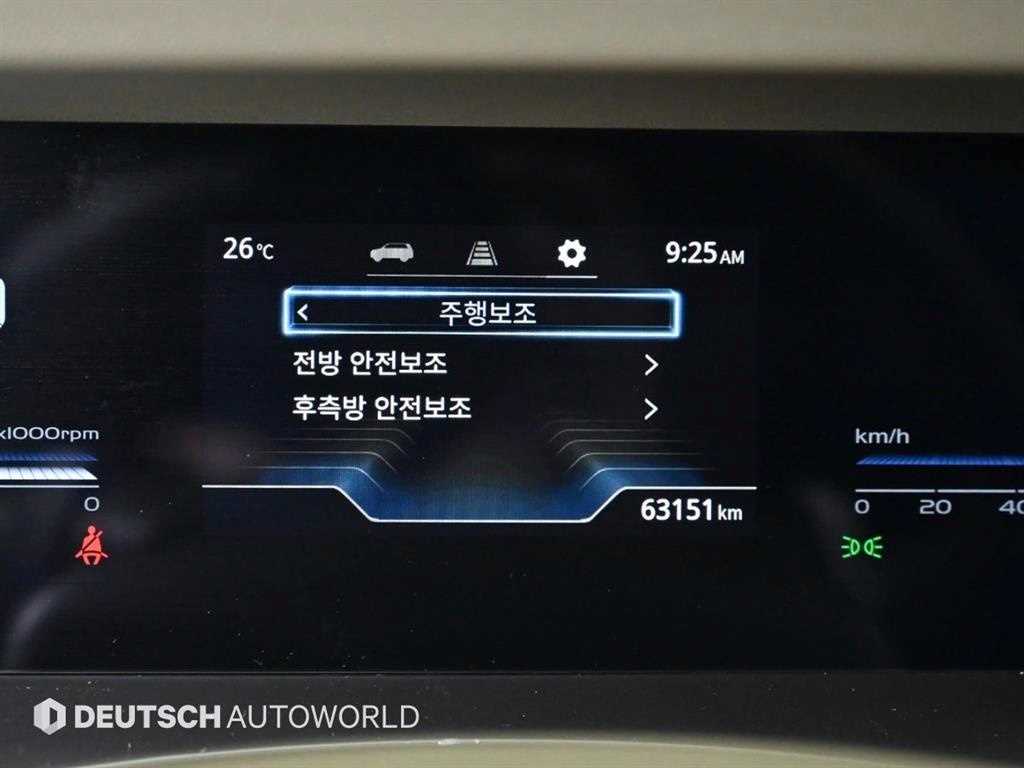 26°C
9:25AM
주행보조
전방 안전보조
후측방 안전보조
x1000rpm
km/h
0
0 20 40
63151km
DEUTSCH AUTOWORLD